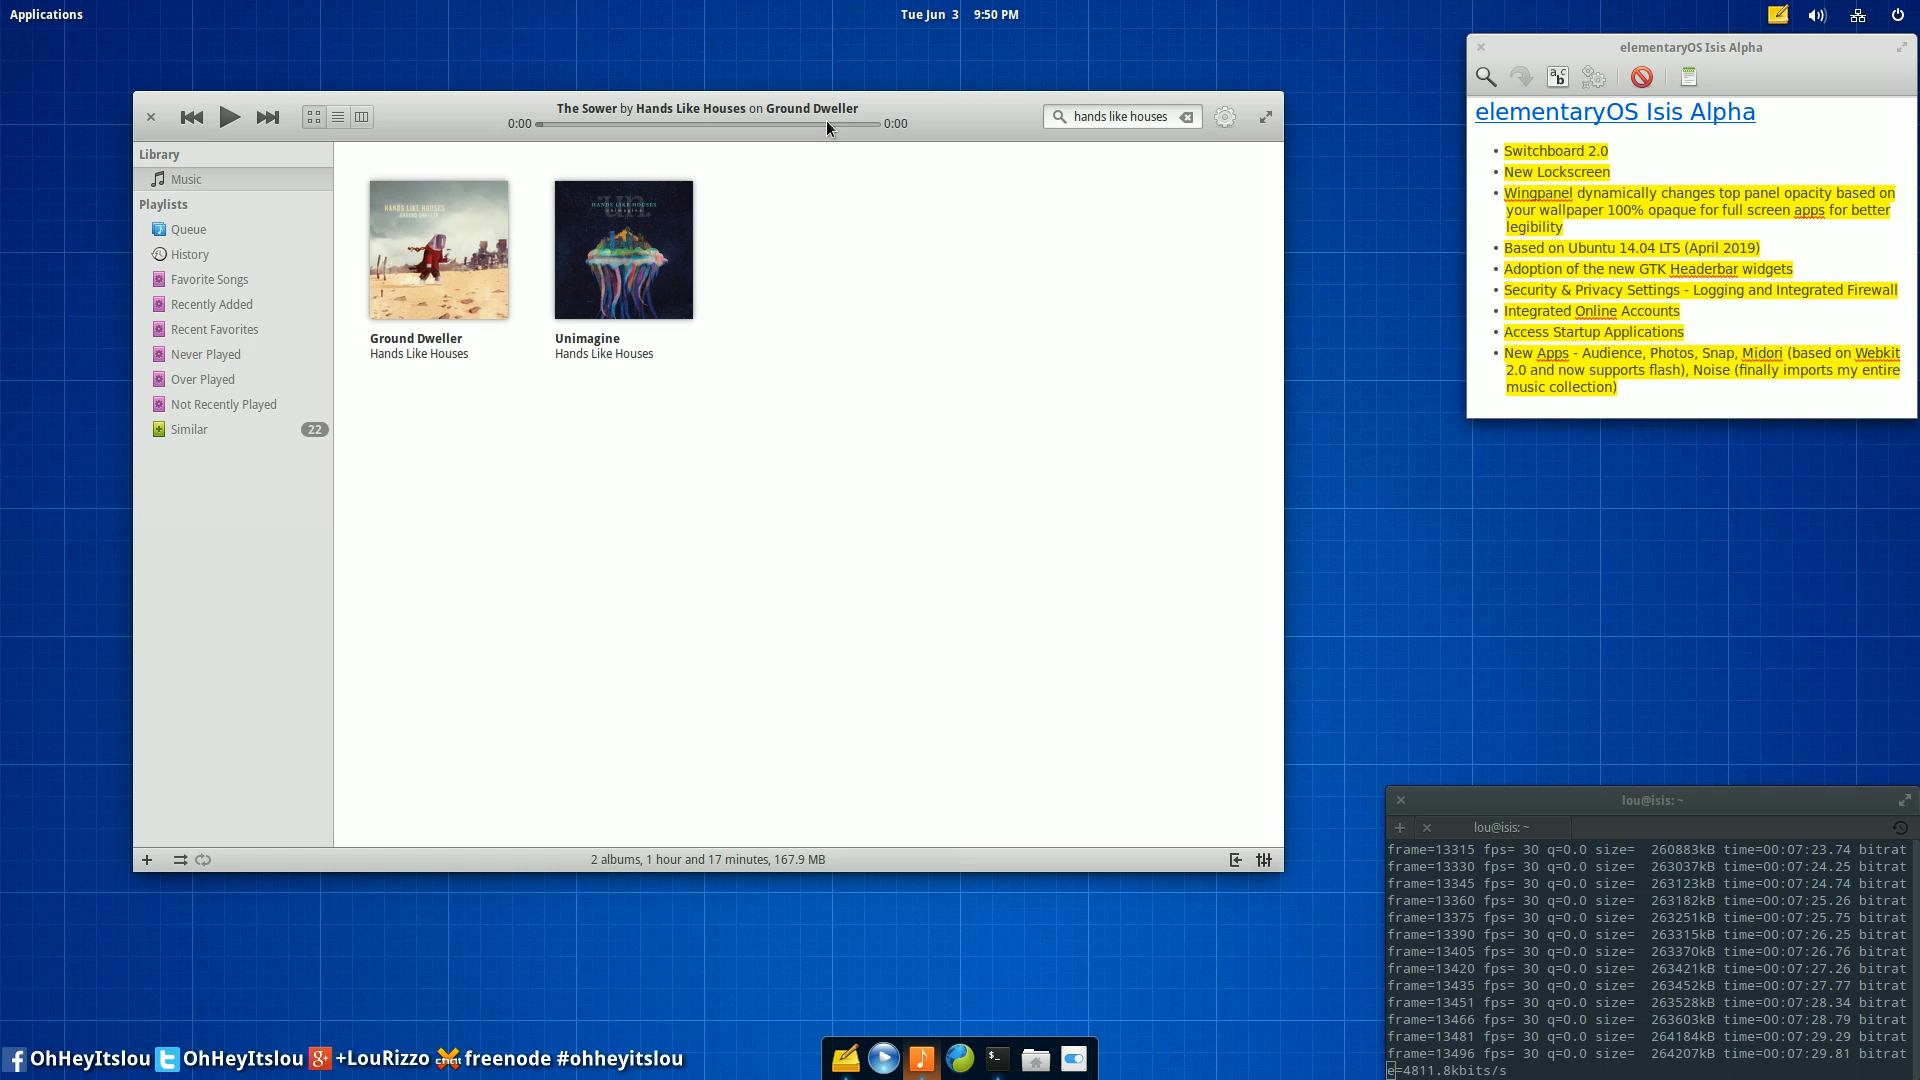 Applications
Tue Jun 3 9:50 PM
elementaryOS Isis Alpha
elementaryOS Isis Alpha
• Switchboard 2.0
• New Lockscreen
• Wingpanel dynamically changes top panel opacity based on
your wallpaper 100% opaque for full screen apps for better
legibility
• Based on Ubuntu 14.04 LTS (April 2019)
• Adoption of the new GTK Headerbar widgets
• Security & Privacy Settings - Logging and Integrated Firewall
• Integrated Online Accounts
• Access Startup Applications
• New Apps - Audience, Photos, Snap, Midori (based on Webkit
2.0 and now supports flash), Noise (finally imports my entire
music collection)
The Sower by Hands Like Houses on Ground Dweller
0:00 0:00
hands like houses
Library
Music
Playlists
Queue
History
Favorite Songs
Recently Added
Recent Favorites
Never Played
Over Played
Not Recently Played
Similar 22
HANDS LIKE HOUSES
GROUND DWELLER
HANDS LIKE HOUSES
unimagine
Ground Dweller
Hands Like Houses
Unimagine
Hands Like Houses
2 albums, 1 hour and 17 minutes, 167.9 MB
lou@isis: ~
lou@isis: ~
frame=13315 fps= 30 q=0.0 size= 260883kB time=00:07:23.74 bitrat
frame=13330 fps= 30 q=0.0 size= 263037kB time=00:07:24.25 bitrat
frame=13345 fps= 30 q=0.0 size= 263123kB time=00:07:24.74 bitrat
frame=13360 fps= 30 q=0.0 size= 263182kB time=00:07:25.26 bitrat
frame=13375 fps= 30 q=0.0 size= 263251kB time=00:07:25.75 bitrat
frame=13390 fps= 30 q=0.0 size= 263315kB time=00:07:26.25 bitrat
frame=13405 fps= 30 q=0.0 size= 263370kB time=00:07:26.76 bitrat
frame=13420 fps= 30 q=0.0 size= 263421kB time=00:07:27.26 bitrat
frame=13435 fps= 30 q=0.0 size= 263452kB time=00:07:27.77 bitrat
frame=13451 fps= 30 q=0.0 size= 263528kB time=00:07:28.34 bitrat
frame=13466 fps= 30 q=0.0 size= 263603kB time=00:07:28.79 bitrat
frame=13481 fps= 30 q=0.0 size= 264184kB time=00:07:29.29 bitrat
frame=13496 fps= 30 q=0.0 size= 264207kB time=00:07:29.81 bitrat
e=4811.8kbits/s
OhHeyItslou OhHeyItslou +LouRizzo chat freenode #ohheyitslou